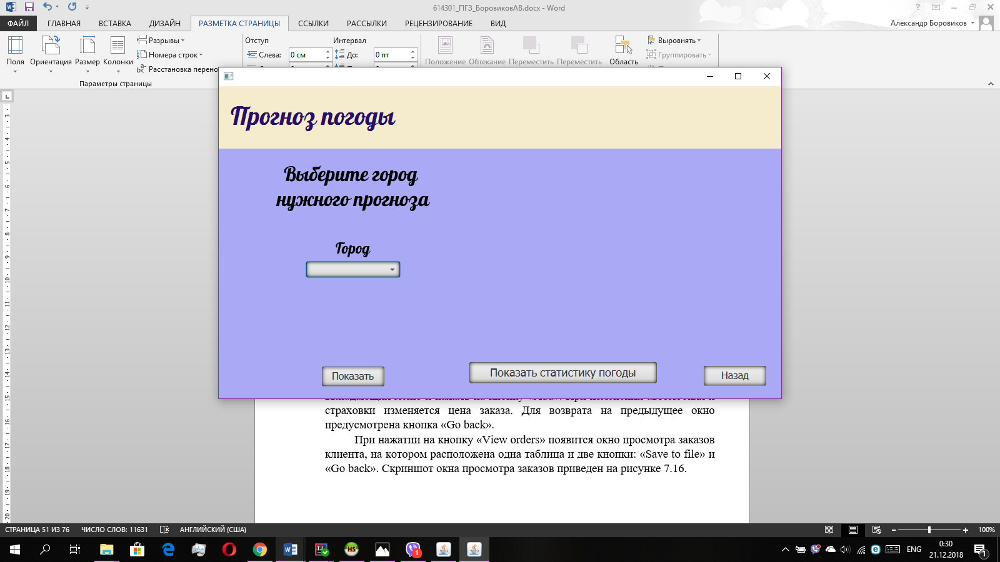 614301_ПГЗ_БоровиковАВ.docx - Word
ФАЙЛ ГЛАВНАЯ ВСТАВКА ДИЗАЙН РАЗМЕТКА СТРАНИЦЫ ССЫЛКИ РАССЫЛКИ РЕЦЕНЗИРОВАНИЕ ВИД Александр Боровиков
Разрывы Отступ Интервал Выровнять
Слева: 0 см До: 0 пт
Номера строк Группировать
Поля Ориентация Размер Колонки Положение Обтекание Переместить Переместить Область
Расстановка перено
Параметры страницы
Прогноз погоды
Выберите город
нужного прогноза
Город
Показать Показать статистику погоды Назад
страховки изменяется цена заказа. Для возврата на предыдущее окно
предусмотрена кнопка «Go back».
При нажатии на кнопку «View orders» появится окно просмотра заказов
клиента, на котором расположена одна таблица и две кнопки: «Save to file» и
«Go back». Скриншот окна просмотра заказов приведен на рисунке 7.16.
СТРАНИЦА 51 ИЗ 76 ЧИСЛО СЛОВ: 11631 АНГЛИЙСКИЙ (США) 100%
ENG 0:30
21.12.2018